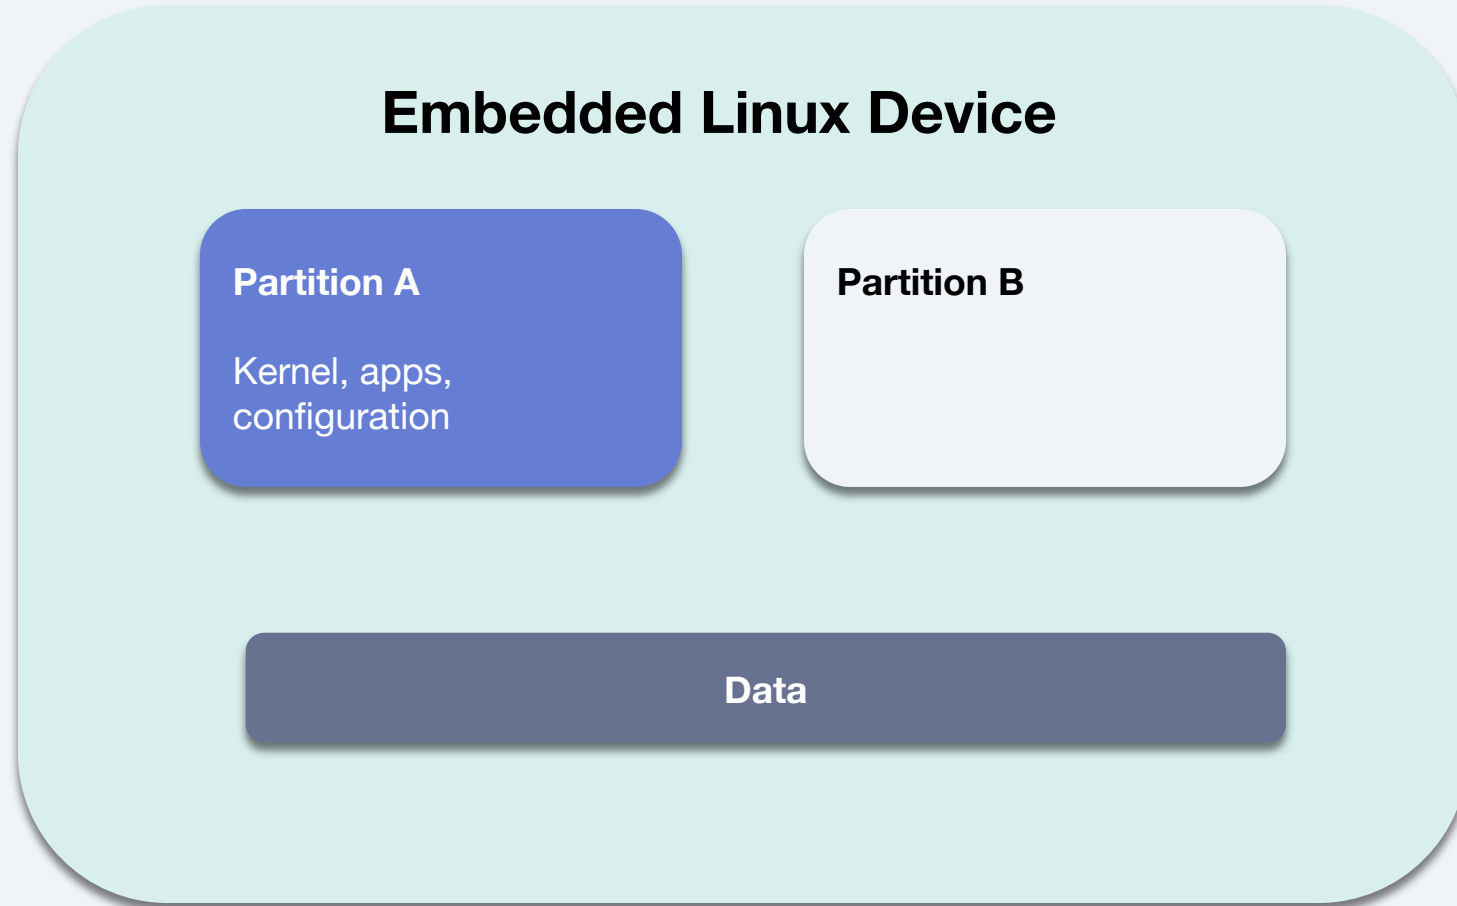 Embedded Linux Device
Partition A
Kernel, apps,
configuration
Partition B
Data